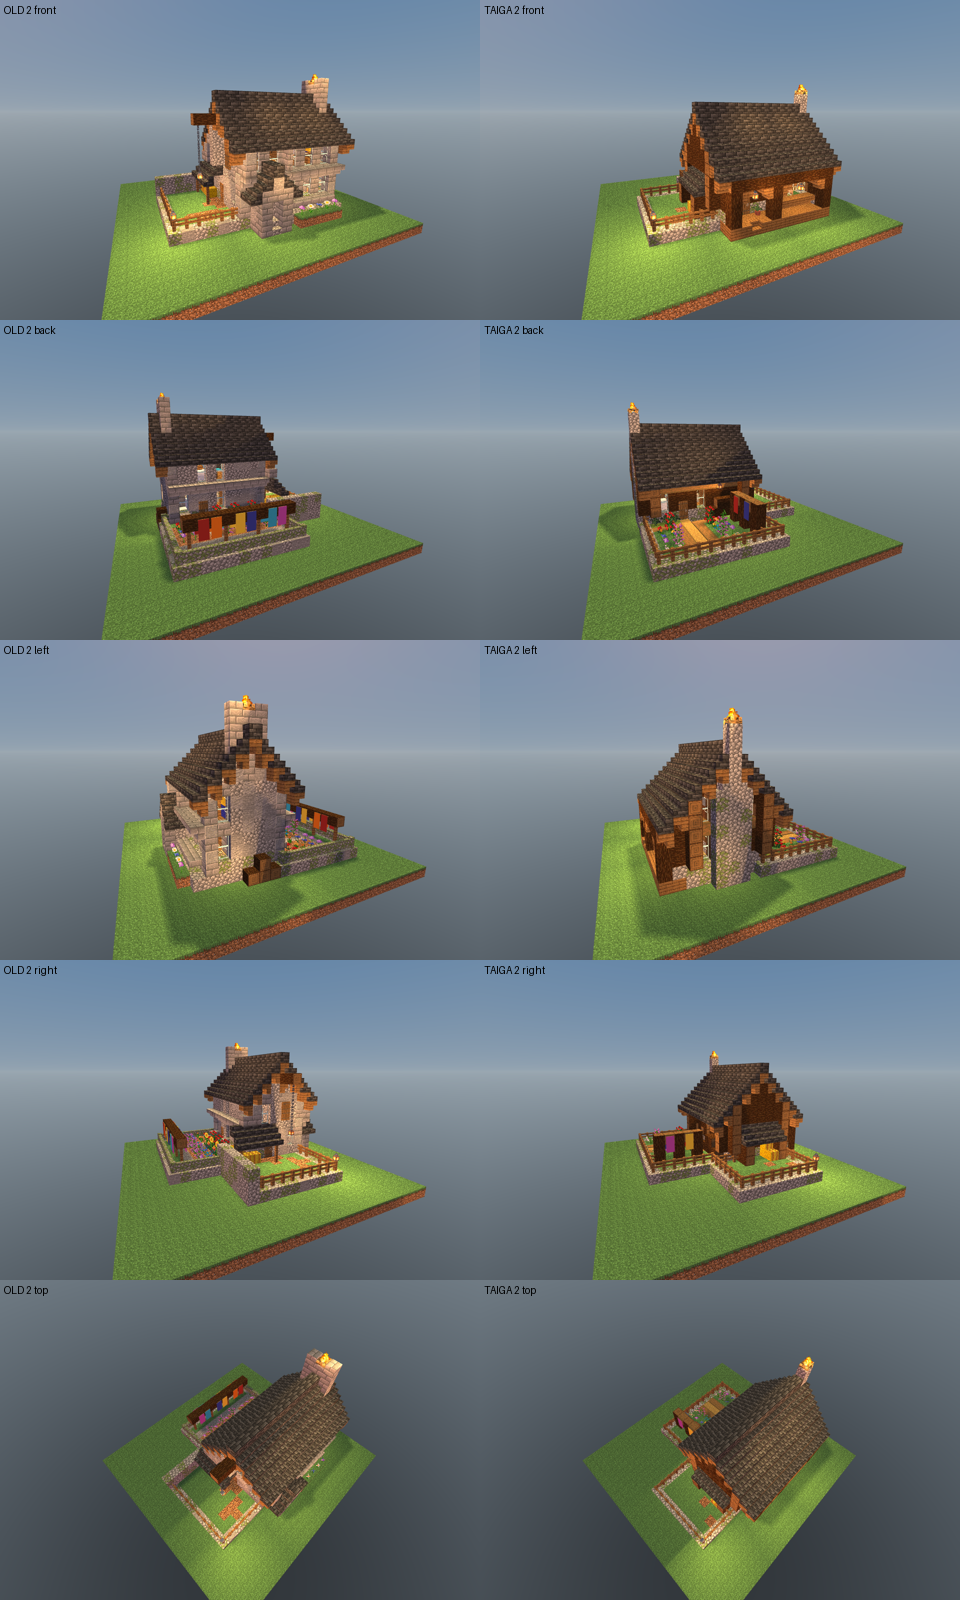 OLD 2 front
TAIGA 2 front
OLD 2 back
TAIGA 2 back
OLD 2 left
TAIGA 2 left
OLD 2 right
TAIGA 2 right
OLD 2 top
TAIGA 2 top